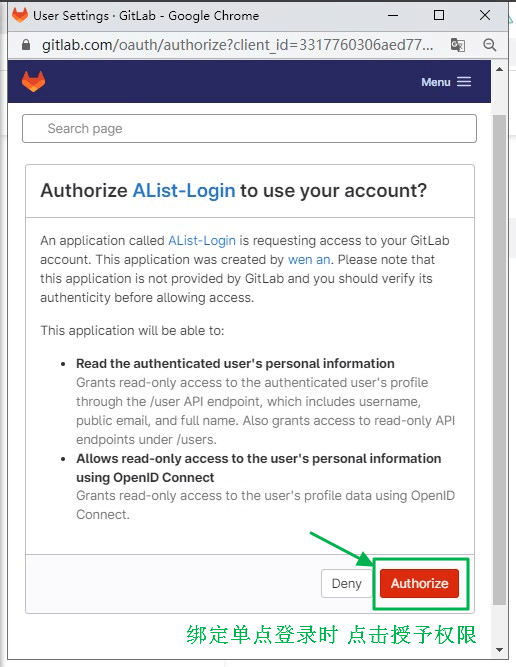 User Settings · GitLab - Google Chrome
gitlab.com/oauth/authorize?client_id=3317760306aed77...
Menu
Search page
Authorize AList-Login to use your account?
An application called AList-Login is requesting access to your GitLab
account. This application was created by wen an. Please note that
this application is not provided by GitLab and you should verify its
authenticity before allowing access.
This application will be able to:
• Read the authenticated user's personal information
Grants read-only access to the authenticated user's profile
through the /user API endpoint, which includes username,
public email, and full name. Also grants access to read-only API
endpoints under /users.
• Allows read-only access to the user's personal information
using OpenID Connect
Grants read-only access to the user's profile data using OpenID
Connect.
Deny
Authorize
绑定单点登录时 点击授予权限